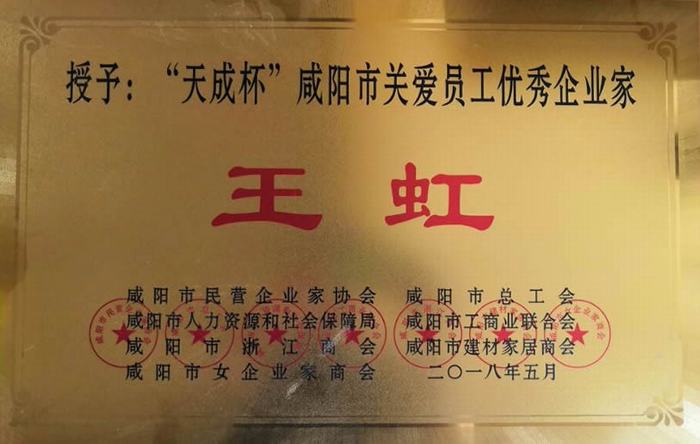 授予：“天成杯”咸阳市关爱员工优秀企业家
王虹
咸阳市民营企业家协会 咸阳市总工会
咸阳市人力资源和社会保障局 咸阳市工商业联合会
咸阳市浙江商会 咸阳市建材家居商会
咸阳市女企业家商会 二〇一八年五月